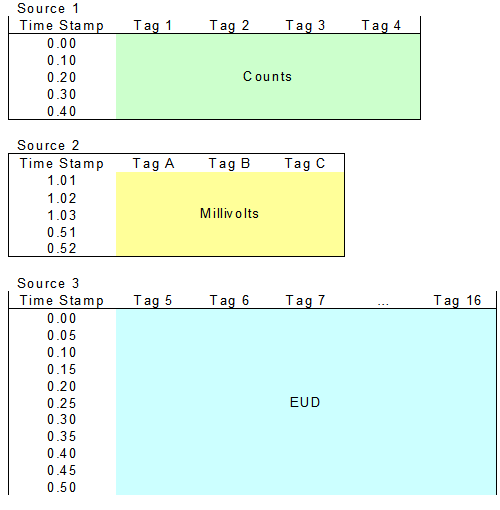 Source 1
Time Stamp Tag 1 Tag 2 Tag 3 Tag 4
0.00
0.10
0.20 Counts
0.30
0.40
Source 2
Time Stamp Tag A Tag B Tag C
1.01
1.02
1.03 Millivolts
0.51
0.52
Source 3
Time Stamp Tag 5 Tag 6 Tag 7 ... Tag 16
0.00
0.05
0.10
0.15
0.20
0.25 EUD
0.30
0.35
0.40
0.45
0.50